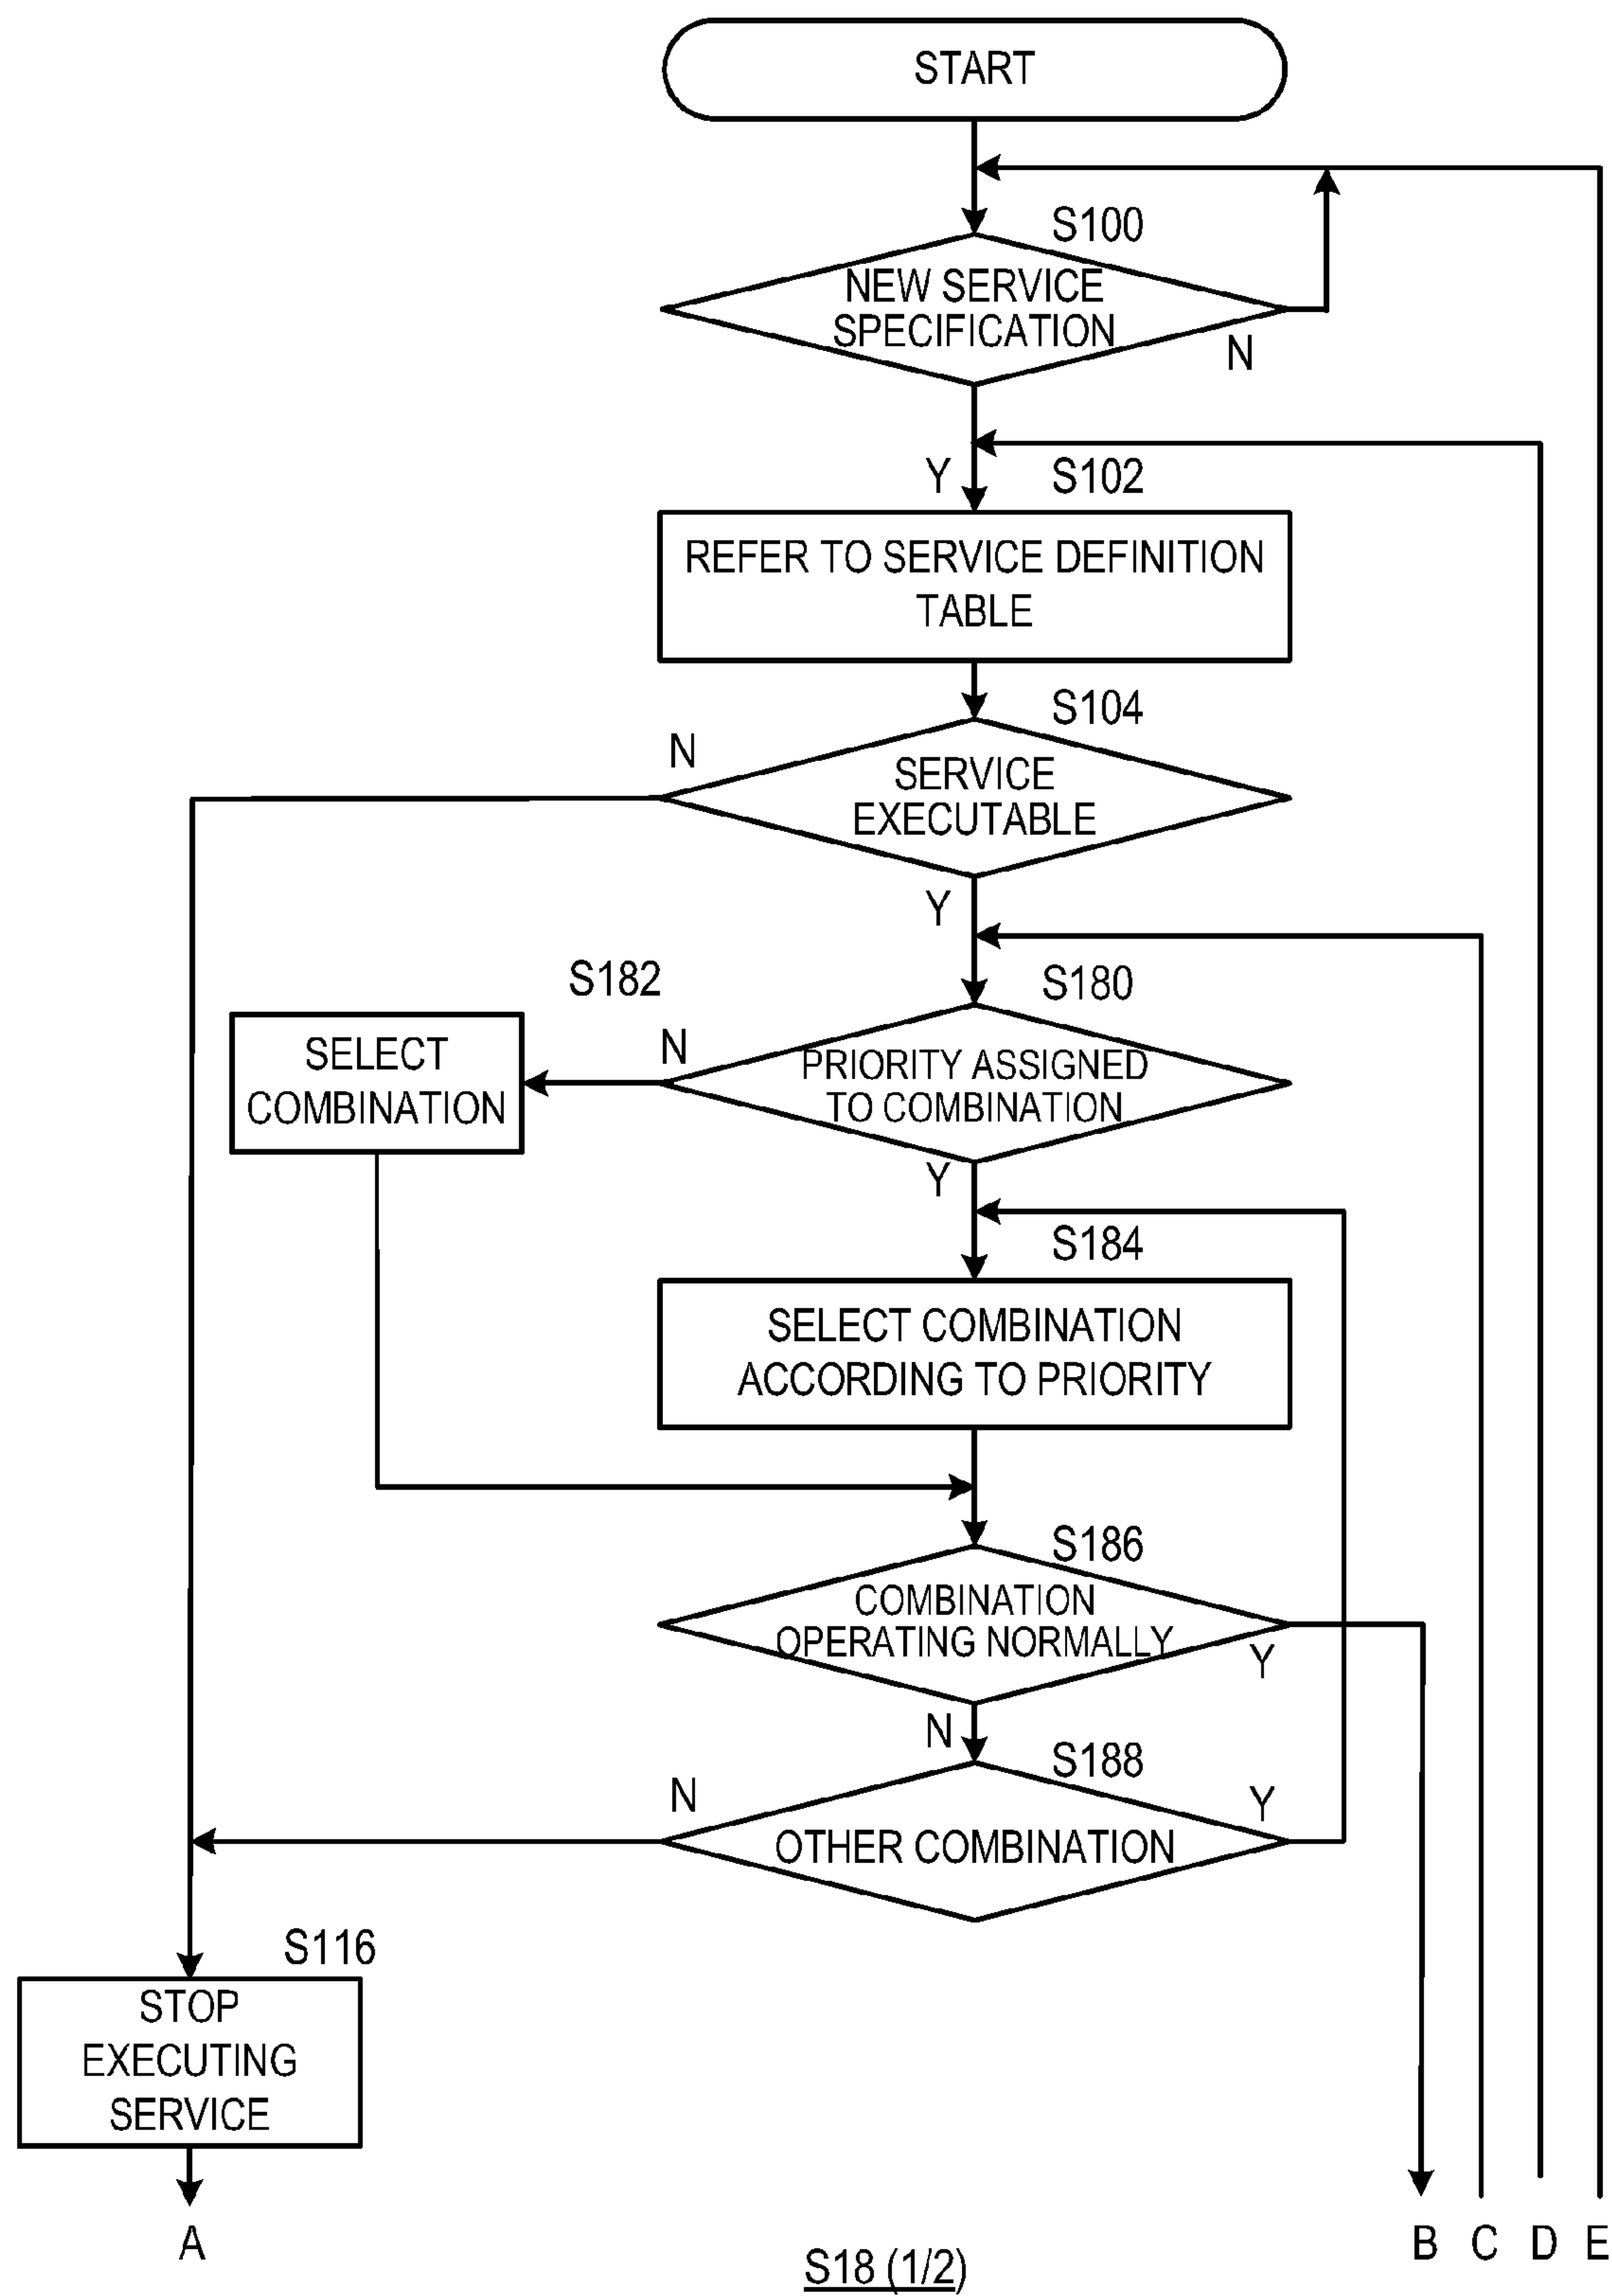 START
S100
NEW SERVICE
SPECIFICATION
N
Y
S102
REFER TO SERVICE DEFINITION
TABLE
S104
N
SERVICE
EXECUTABLE
Y
S182
S180
SELECT
COMBINATION
N
PRIORITY ASSIGNED
TO COMBINATION
Y
S184
SELECT COMBINATION
ACCORDING TO PRIORITY
S186
COMBINATION
OPERATING NORMALLY
Y
N
S188
N
Y
OTHER COMBINATION
S116
STOP
EXECUTING
SERVICE
A
B
C
D
E
S18 (1/2)